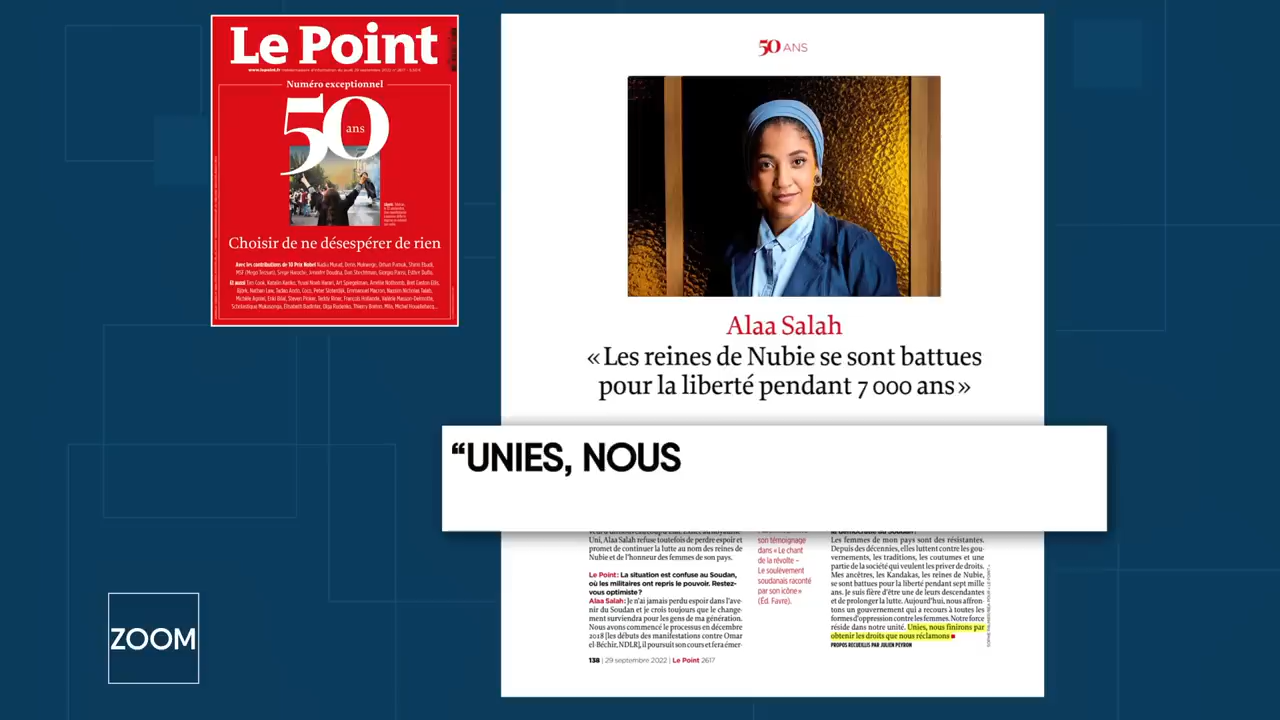 Le Point
Numéro exceptionnel
50
ans
Choisir de ne désespérer de rien
50 ANS
Alaa Salah
« Les reines de Nubie se sont battues
pour la liberté pendant 7 000 ans »
“UNIES, NOUS
Uni, Alaa Salah refuse toutefois de perdre espoir et
promet de continuer la lutte au nom des reines de
Nubie et de l'honneur des femmes de son pays.
Le Point : La situation est confuse au Soudan,
où les militaires ont repris le pouvoir. Restez-
vous optimiste ?
Alaa Salah : Je n'ai jamais perdu espoir dans l'ave-
nir du Soudan et je crois toujours que le change-
ment surviendra pour les gens de ma génération.
Nous avons commencé le processus en décembre
2018 [les débuts des manifestations contre Omar
el-Béchir, NDLR], il poursuit son cours et fera émer-
son témoignage
dans « Le chant
de la révolte –
Le soulèvement
soudanais raconté
par son icône »
(Éd. Favre).
Les femmes de mon pays sont des résistantes.
Depuis des décennies, elles luttent contre les gou-
vernements, les traditions, les coutumes et une
partie de la société qui veulent les priver de droits.
Mes ancêtres, les Kandakas, les reines de Nubie,
se sont battues pour la liberté pendant sept mille
ans. Je suis fière d'être une de leurs descendantes
et de prolonger la lutte. Aujourd'hui, nous affron-
tons un gouvernement qui a recours à toutes les
formes d'oppression contre les femmes. Notre force
réside dans notre unité. Unies, nous finirons par
obtenir les droits que nous réclamons
PROPOS RECUEILLIS PAR JULIEN PEYRON
138 | 29 septembre 2022 | Le Point 2617
ZOOM